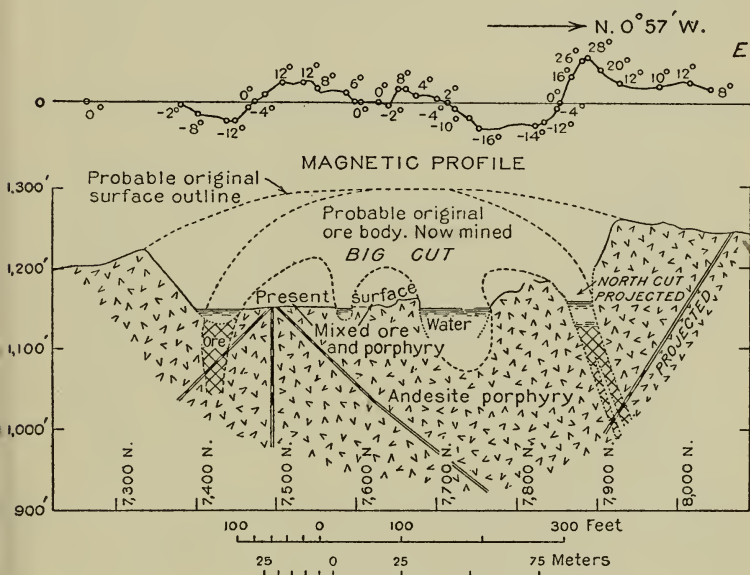 N. 0°57'W.
E
0
0°
-2°
-8°
-12°
0°
-4°
12°
12°
8°
6°
0°
0°
-2°
8°
4°
2°
-4°
-10°
-16°
-14°
-12°
0°
16°
26°
28°
20°
12°
10°
12°
8°
MAGNETIC PROFILE
1,300'
1,200'
1,100'
1,000'
900'
Probable original
surface outline
Probable original
ore body. Now mined
BIG CUT
NORTH CUT
PROJECTED
Present surface
Ore
Mixed ore
and porphyry
Water
Andesite porphyry
PROJECTED
7,300 N.
7,400 N.
7,500 N.
7,600 N.
7,700 N.
7,800 N.
7,900 N.
8,000 N.
100 0 100 300 Feet
25 0 25 75 Meters